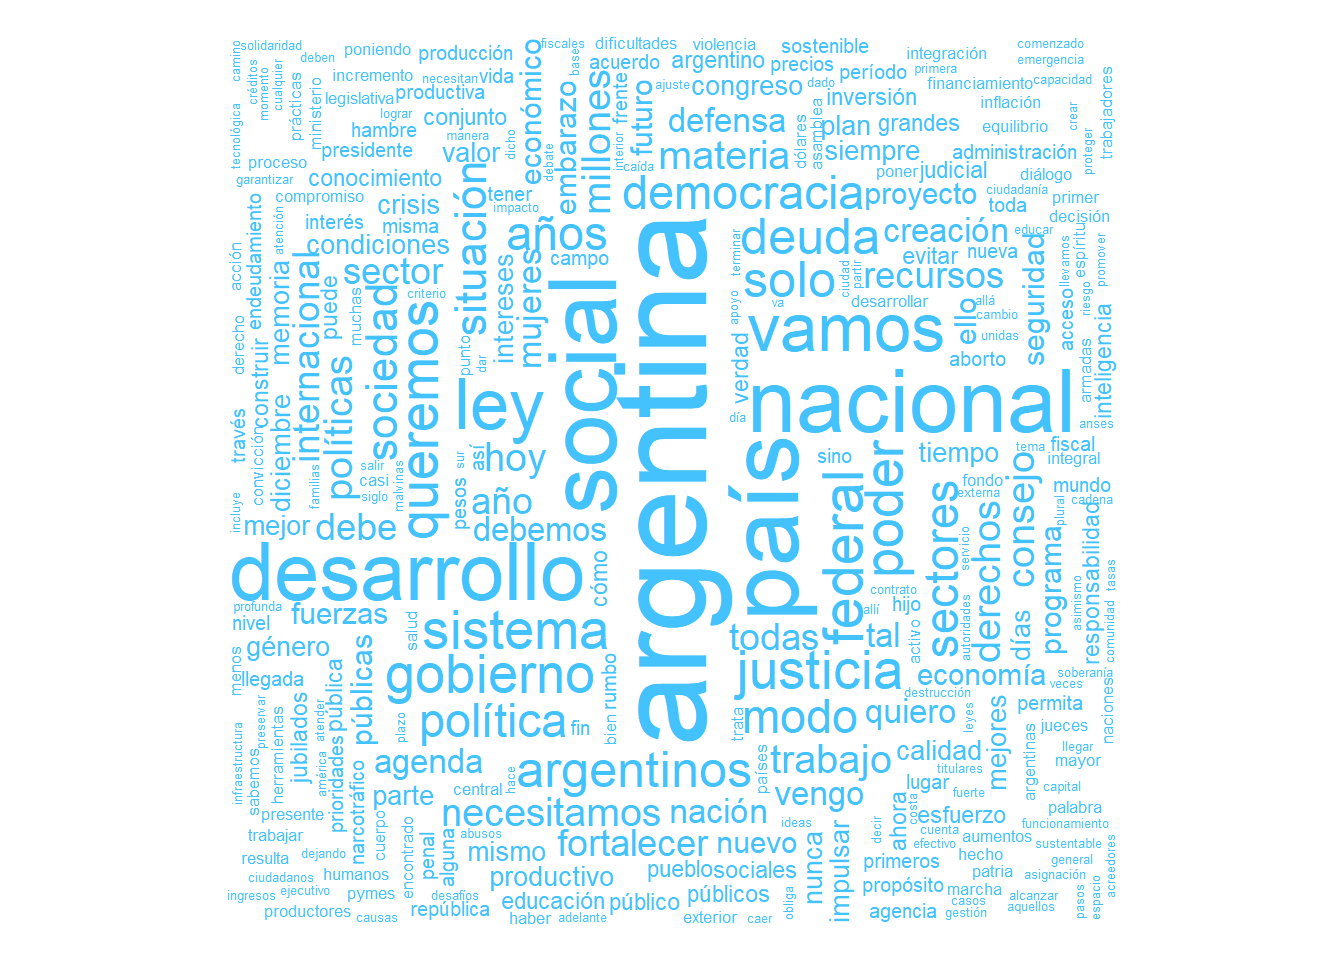 argentina
nacional
desarrollo
social
país
ley
vamos
queremos
gobierno
sistema
justicia
federal
poder
democracia
deuda
solo
situación
sociedad
argentinos
política
sectores
modo
años
hoy
año
materia
millones
defensa
congreso
futuro
económico
embarazo
frente
argentino
precios
acuerdo
dificultades
violencia
sostenible
período
inversión
plan
grandes
siempre
integración
primera
financiamiento
inflación
equilibrio
administración
judicial
poner
diálogo
comenzado
emergencia
capacidad
crear
trabajadores
proteger
ciudadanía
primer
decisión
toda
proyecto
creación
evitar
nueva
recursos
desarrollar
ello
seguridad
educar
espíritu
promover
llevamos
riesgo
acceso
allá
cambio
unidas
aborto
armadas
inteligencia
anses
verdad
día
va
apoyo
terminar
ciudad
partir
dólares
asamblea
dado
ajuste
bases
fiscales
interior
caída
debate
dicho
manera
lograr
necesitan
vida
producción
productiva
poniendo
incremento
legislativa
conjunto
hambre
presidente
valor
conocimiento
compromiso
interés
misma
crisis
condiciones
sector
tener
impacto
campo
mujeres
intereses
punto
dar
criterio
muchas
puede
políticas
internacional
memoria
diciembre
construir
endeudamiento
atención
acción
derecho
través
convicción
incluye
familias
salir
casi
siglo
malvinas
así
sur
pesos
debemos
debe
mejor
solidaridad
camino
deben
créditos
momento
cualquier
prácticas
ministerio
tecnológica
proceso
garantizar
cómo
sino
tiempo
tema
fiscal
integral
fondo
externa
mundo
cadena
plural
consejo
derechos
servicio
programa
responsabilidad
asimismo
comunidad
tasas
días
autoridades
contrato
allí
hijo
activo
tal
todas
economía
soberanía
veces
destrucción
leyes
permita
naciones
jueces
quiero
calidad
titulares
mejores
argentinas
llegar
mayor
capital
lugar
fuerte
trabajo
países
trata
vengo
ahora
costa
esfuerzo
cuenta
efectivo
palabra
funcionamiento
aumentos
sustentable
hecho
general
patria
asignación
acreedores
primeros
propósito
marcha
casos
gestión
alcanzar
aquellos
pasos
espacio
agencia
decir
ideas
impulsar
nunca
obliga
nuevo
nación
necesitamos
fortalecer
pueblo
sociales
públicos
público
exterior
caer
educación
productivo
mismo
abusos
haber
adelante
república
desafíos
alguna
penal
encontrado
causas
pymes
humanos
ejecutivo
ingresos
ciudadanos
productores
resulta
dejando
trabajar
presente
cuerpo
narcotráfico
prioridades
parte
central
hace
agenda
fin
bien
rumbo
plazo
públicas
pública
salud
fuerzas
profunda
nivel
género
llegada
menos
preservar
infraestructura
sabemos
herramientas
jubilados
américa
atender